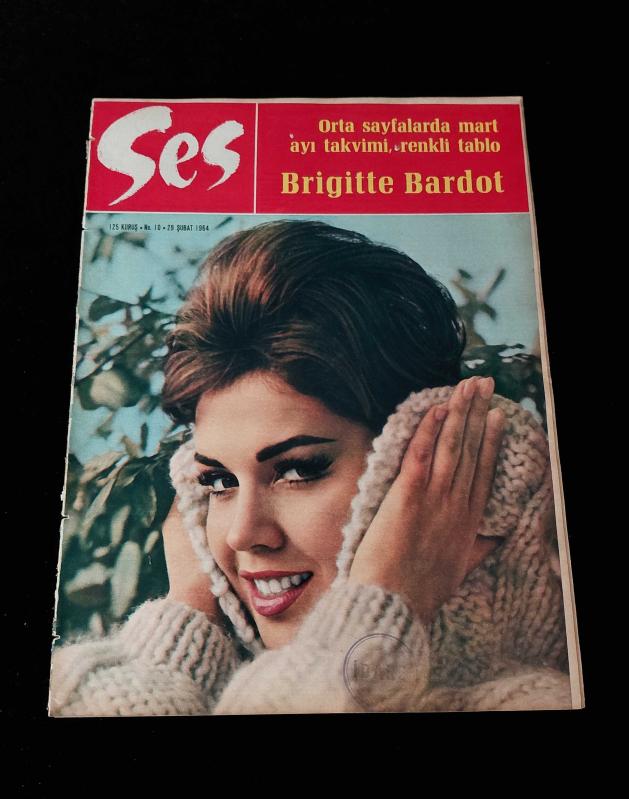 Ses
Orta sayfalarda mart
ayı takvimi, renkli tablo
Brigitte Bardot
125 KURUŞ • No. 10 • 29 ŞUBAT 1964